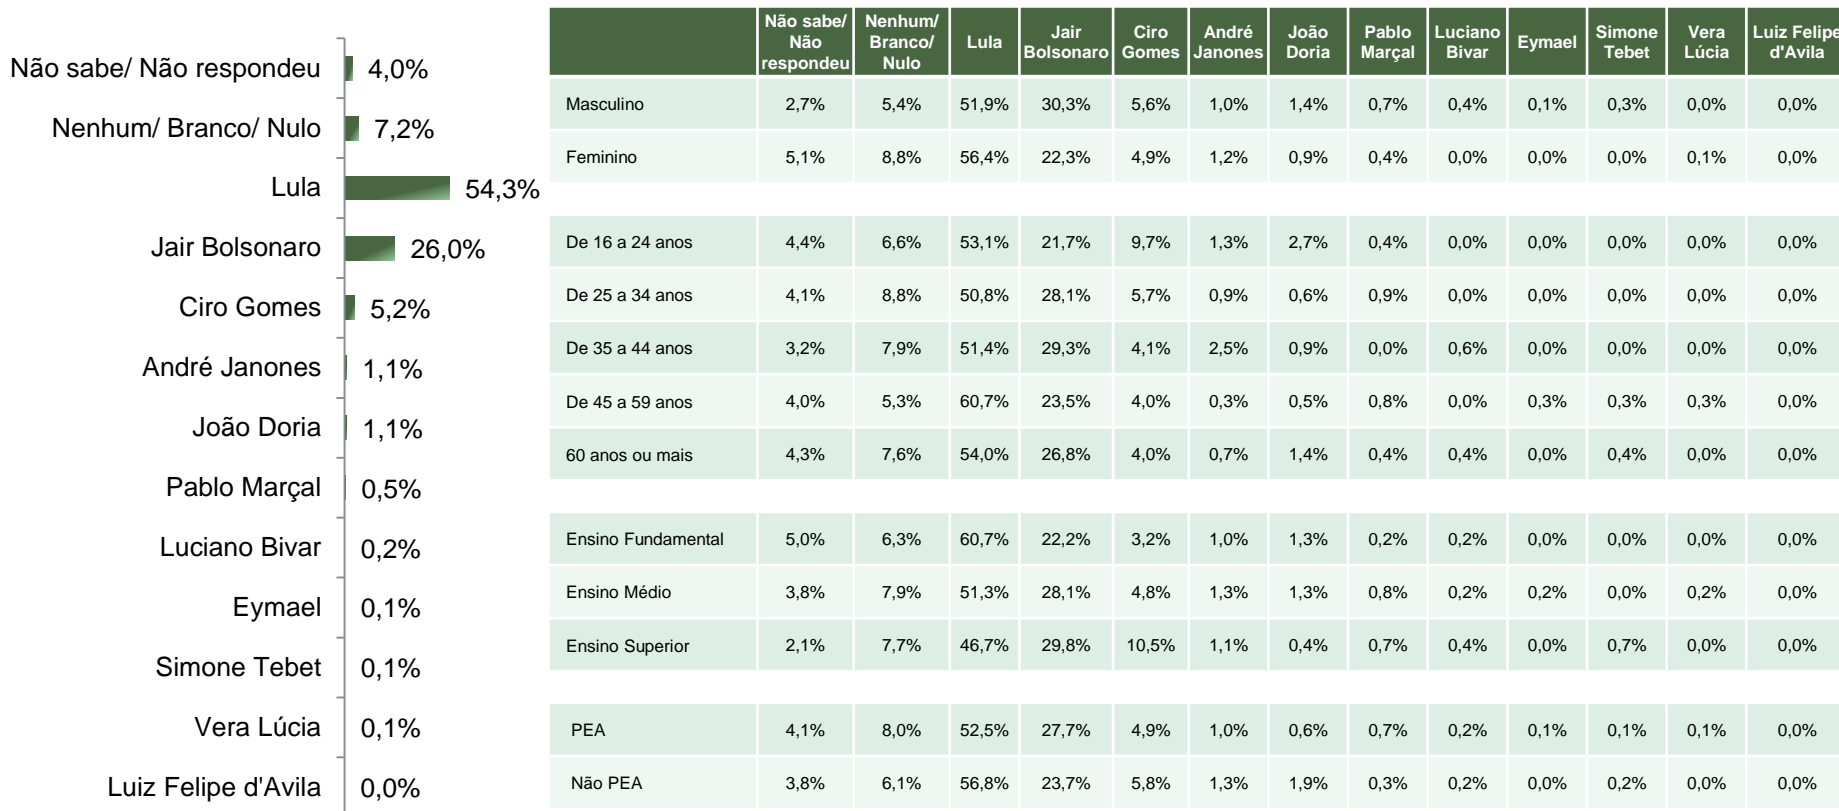 Não sabe/ Não respondeu 4,0%
Nenhum/ Branco/ Nulo 7,2%
Lula 54,3%
Jair Bolsonaro 26,0%
Ciro Gomes 5,2%
André Janones 1,1%
João Doria 1,1%
Pablo Marçal 0,5%
Luciano Bivar 0,2%
Eymael 0,1%
Simone Tebet 0,1%
Vera Lúcia 0,1%
Luiz Felipe d'Avila 0,0%
Não sabe/ Não respondeu Nenhum/ Branco/ Nulo Lula Jair Bolsonaro Ciro Gomes André Janones João Doria Pablo Marçal Luciano Bivar Eymael Simone Tebet Vera Lúcia Luiz Felipe d'Avila
Masculino 2,7% 5,4% 51,9% 30,3% 5,6% 1,0% 1,4% 0,7% 0,4% 0,1% 0,3% 0,0% 0,0%
Feminino 5,1% 8,8% 56,4% 22,3% 4,9% 1,2% 0,9% 0,4% 0,0% 0,0% 0,0% 0,1% 0,0%
De 16 a 24 anos 4,4% 6,6% 53,1% 21,7% 9,7% 1,3% 2,7% 0,4% 0,0% 0,0% 0,0% 0,0% 0,0%
De 25 a 34 anos 4,1% 8,8% 50,8% 28,1% 5,7% 0,9% 0,6% 0,9% 0,0% 0,0% 0,0% 0,0% 0,0%
De 35 a 44 anos 3,2% 7,9% 51,4% 29,3% 4,1% 2,5% 0,9% 0,0% 0,6% 0,0% 0,0% 0,0% 0,0%
De 45 a 59 anos 4,0% 5,3% 60,7% 23,5% 4,0% 0,3% 0,5% 0,8% 0,0% 0,3% 0,3% 0,3% 0,0%
60 anos ou mais 4,3% 7,6% 54,0% 26,8% 4,0% 0,7% 1,4% 0,4% 0,4% 0,0% 0,4% 0,0% 0,0%
Ensino Fundamental 5,0% 6,3% 60,7% 22,2% 3,2% 1,0% 1,3% 0,2% 0,2% 0,0% 0,0% 0,0% 0,0%
Ensino Médio 3,8% 7,9% 51,3% 28,1% 4,8% 1,3% 1,3% 0,8% 0,2% 0,2% 0,0% 0,2% 0,0%
Ensino Superior 2,1% 7,7% 46,7% 29,8% 10,5% 1,1% 0,4% 0,7% 0,4% 0,0% 0,7% 0,0% 0,0%
PEA 4,1% 8,0% 52,5% 27,7% 4,9% 1,0% 0,6% 0,7% 0,2% 0,1% 0,1% 0,1% 0,0%
Não PEA 3,8% 6,1% 56,8% 23,7% 5,8% 1,3% 1,9% 0,3% 0,2% 0,0% 0,2% 0,0% 0,0%